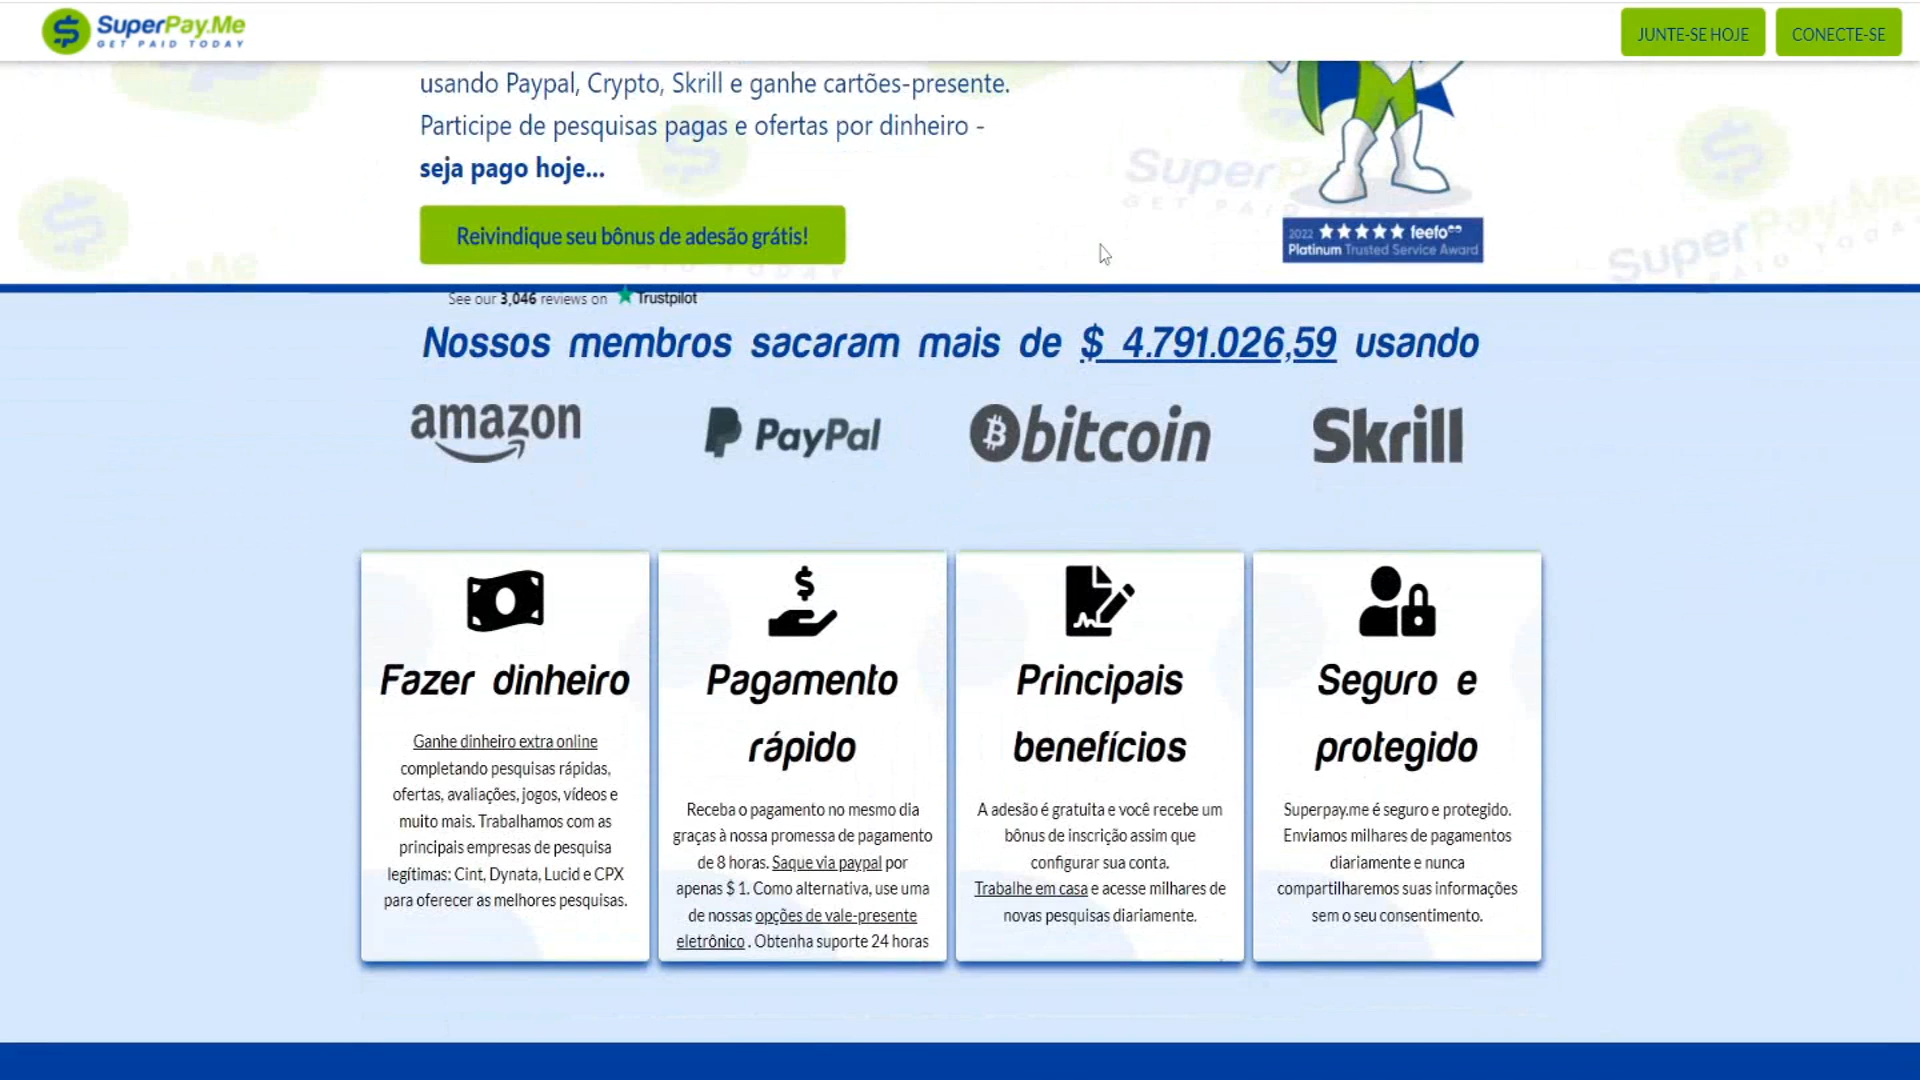 SuperPay.Me
GET PAID TODAY
JUNTE-SE HOJE
CONECTE-SE
usando Paypal, Crypto, Skrill e ganhe cartões-presente.
Participe de pesquisas pagas e ofertas por dinheiro -
seja pago hoje...
Reivindique seu bônus de adesão grátis!
2022 feefo
Platinum Trusted Service Award
See our 3,046 reviews on Trustpilot
Nossos membros sacaram mais de $ 4.791.026,59 usando
amazon
PayPal
bitcoin
Skrill
Fazer dinheiro
Ganhe dinheiro extra online
completando pesquisas rápidas,
ofertas, avaliações, jogos, vídeos e
muito mais. Trabalhamos com as
principais empresas de pesquisa
legítimas: Cint, Dynata, Lucid e CPX
para oferecer as melhores pesquisas.
Pagamento
rápido
Receba o pagamento no mesmo dia
graças à nossa promessa de pagamento
de 8 horas. Saque via paypal por
apenas $ 1. Como alternativa, use uma
de nossas opções de vale-presente
eletrônico . Obtenha suporte 24 horas
Principais
benefícios
A adesão é gratuita e você recebe um
bônus de inscrição assim que
configurar sua conta.
Trabalhe em casa e acesse milhares de
novas pesquisas diariamente.
Seguro e
protegido
Superpay.me é seguro e protegido.
Enviamos milhares de pagamentos
diariamente e nunca
compartilharemos suas informações
sem o seu consentimento.